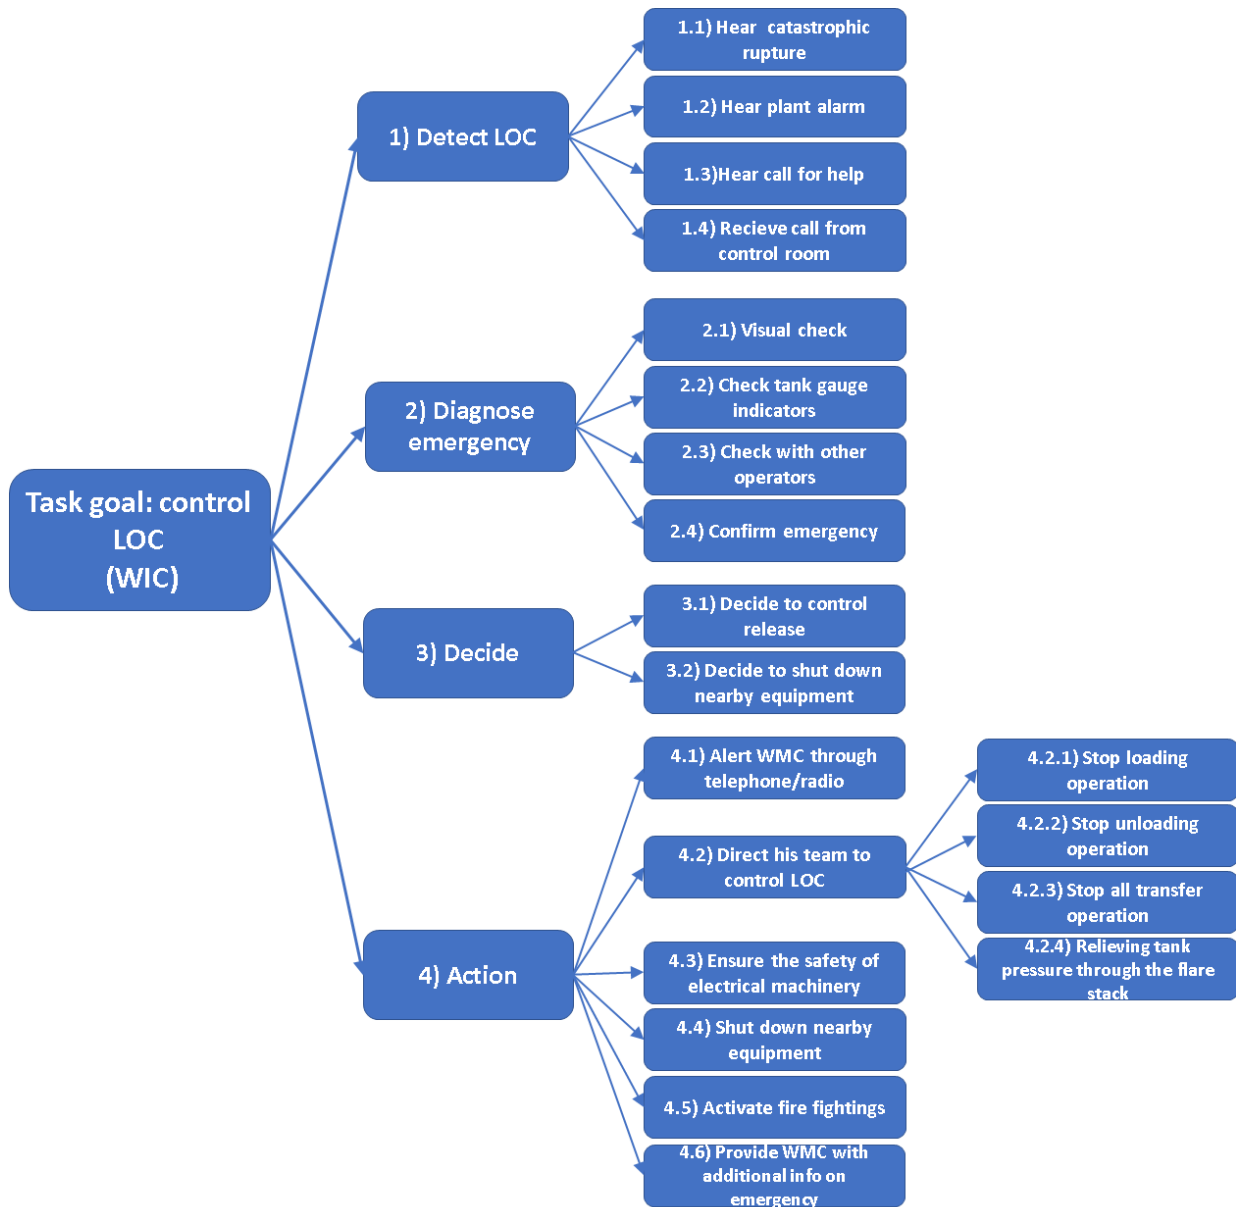 Task goal: control
LOC
(WIC)
1) Detect LOC
1.1) Hear catastrophic
rupture
1.2) Hear plant alarm
1.3)Hear call for help
1.4) Recieve call from
control room
2) Diagnose
emergency
2.1) Visual check
2.2) Check tank gauge
indicators
2.3) Check with other
operators
2.4) Confirm emergency
3) Decide
3.1) Decide to control
release
3.2) Decide to shut down
nearby equipment
4) Action
4.1) Alert WMC through
telephone/radio
4.2) Direct his team to
control LOC
4.2.1) Stop loading
operation
4.2.2) Stop unloading
operation
4.2.3) Stop all transfer
operation
4.2.4) Relieving tank
pressure through the flare
stack
4.3) Ensure the safety of
electrical machinery
4.4) Shut down nearby
equipment
4.5) Activate fire fightings
4.6) Provide WMC with
additional info on
emergency